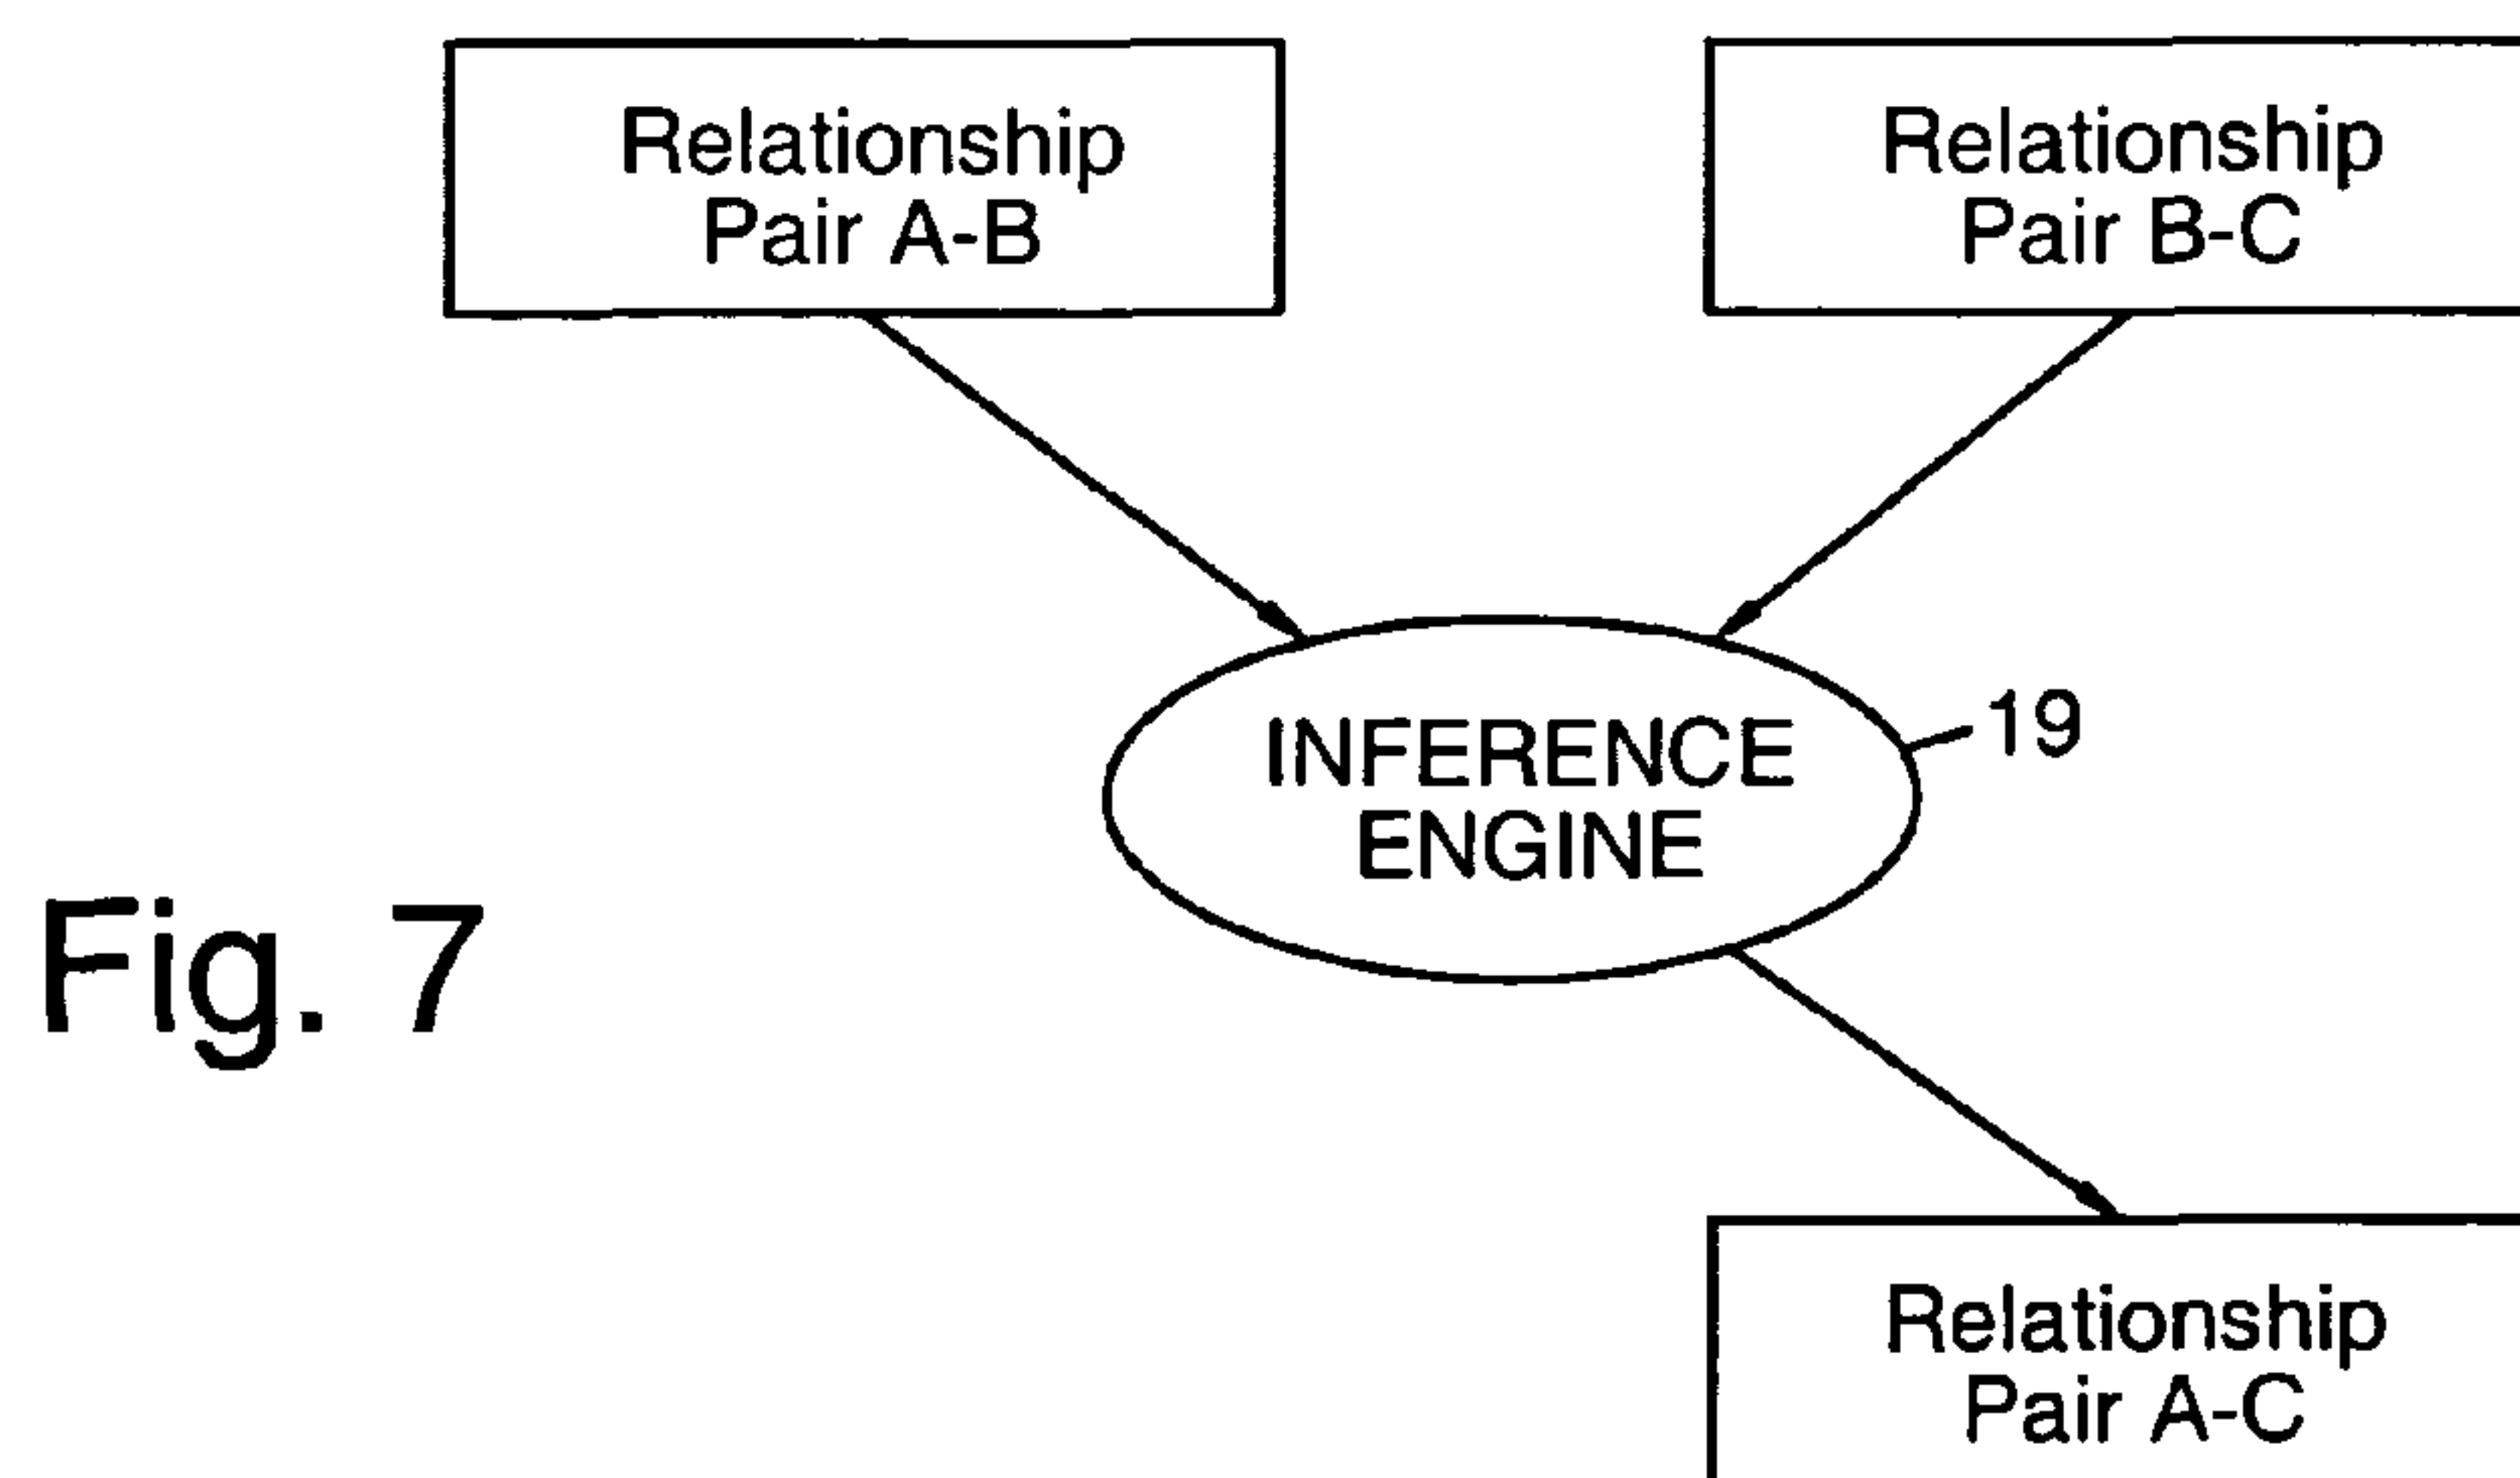 Relationship
Pair A-B
Relationship
Pair B-C
INFERENCE
ENGINE
19
Fig. 7
Relationship
Pair A-C